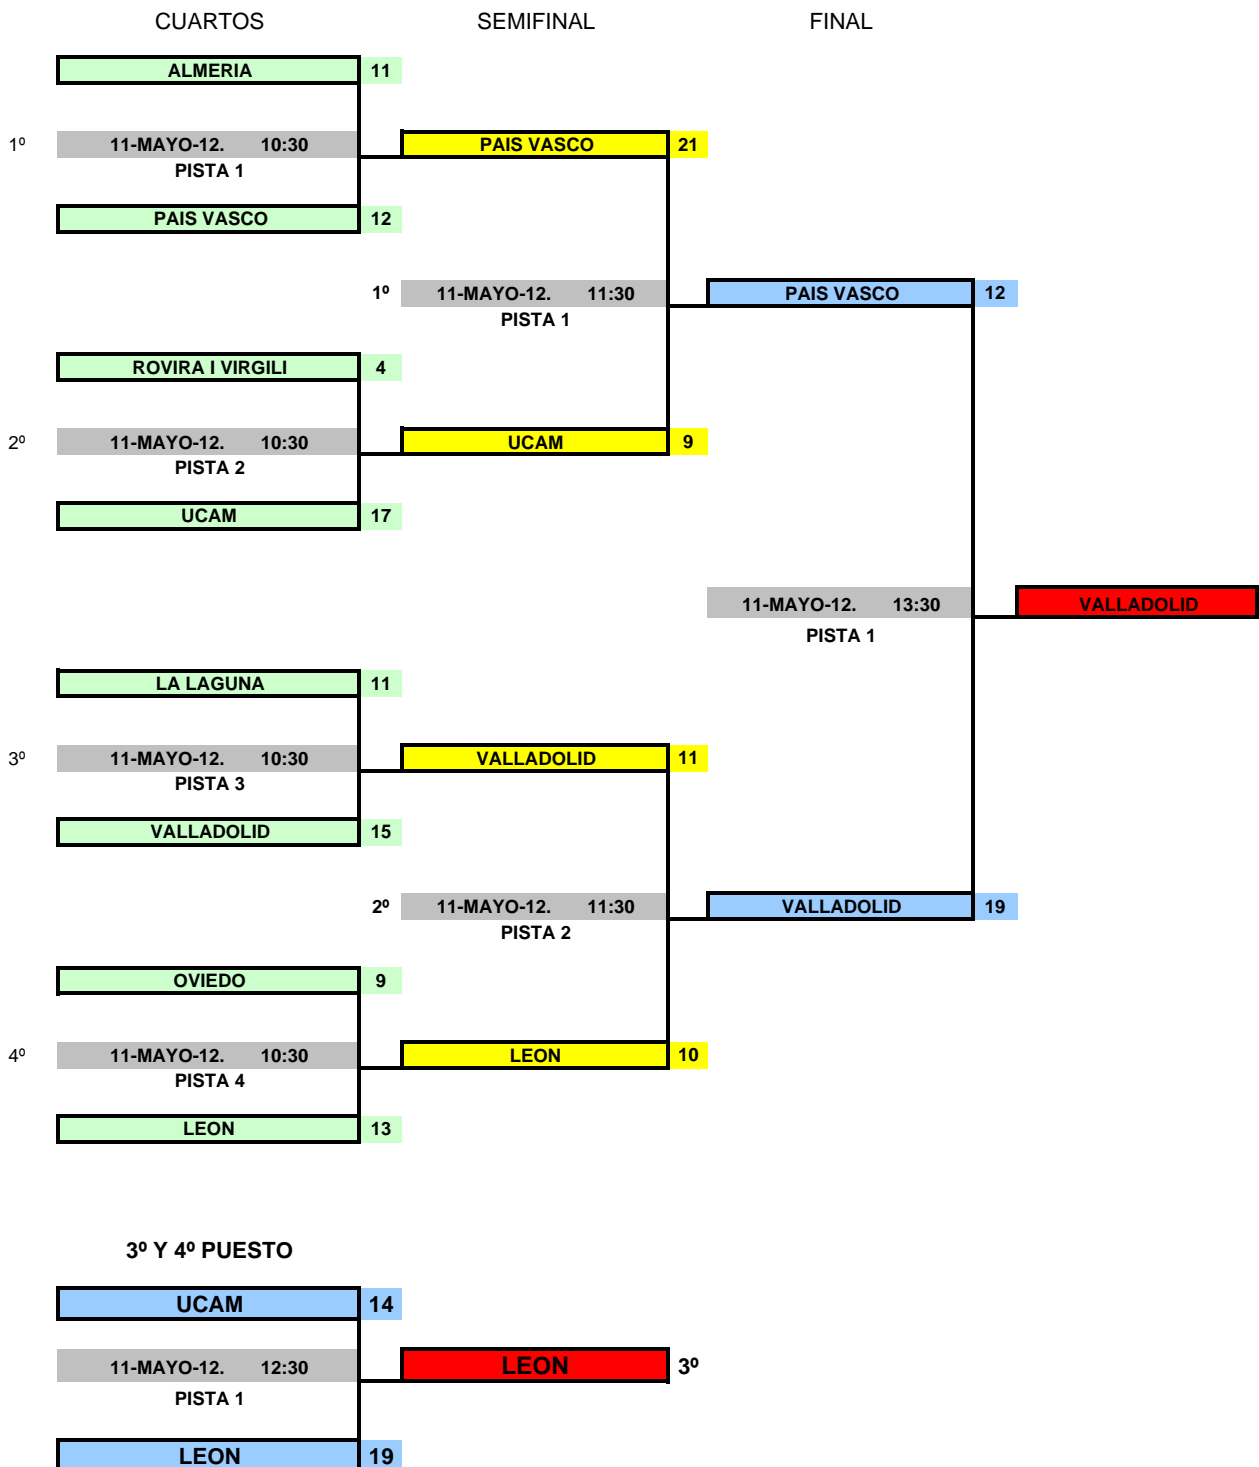 CUARTOS SEMIFINAL FINAL
ALMERIA 11
1º 11-MAYO-12. 10:30 PAIS VASCO 21
PISTA 1
PAIS VASCO 12
1º 11-MAYO-12. 11:30 PAIS VASCO 12
PISTA 1
ROVIRA I VIRGILI 4
2º 11-MAYO-12. 10:30 UCAM 9
PISTA 2
UCAM 17
11-MAYO-12. 13:30 VALLADOLID
PISTA 1
LA LAGUNA 11
3º 11-MAYO-12. 10:30 VALLADOLID 11
PISTA 3
VALLADOLID 15
2º 11-MAYO-12. 11:30 VALLADOLID 19
PISTA 2
OVIEDO 9
4º 11-MAYO-12. 10:30 LEON 10
PISTA 4
LEON 13
3º Y 4º PUESTO
UCAM 14
11-MAYO-12. 12:30 LEON 3º
PISTA 1
LEON 19